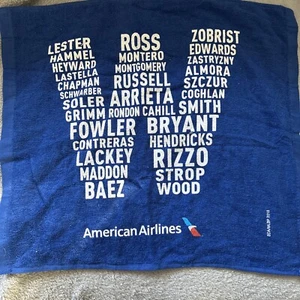 LESTER ROSS ZOBRIST
HAMMEL MONTERO EDWARDS
HEYWARD MONTGOMERY ZASTRYZNY
LASTELLA RUSSELL ALMORA
CHAPMAN SZCZUR
SCHWARBER ARRIETA COGHLAN
SOLER SMITH
GRIMM RONDON CAHILL
FOWLER BRYANT
CONTRERAS HENDRICKS
LACKEY RIZZO
MADDON STROP
BAEZ WOOD
American Airlines